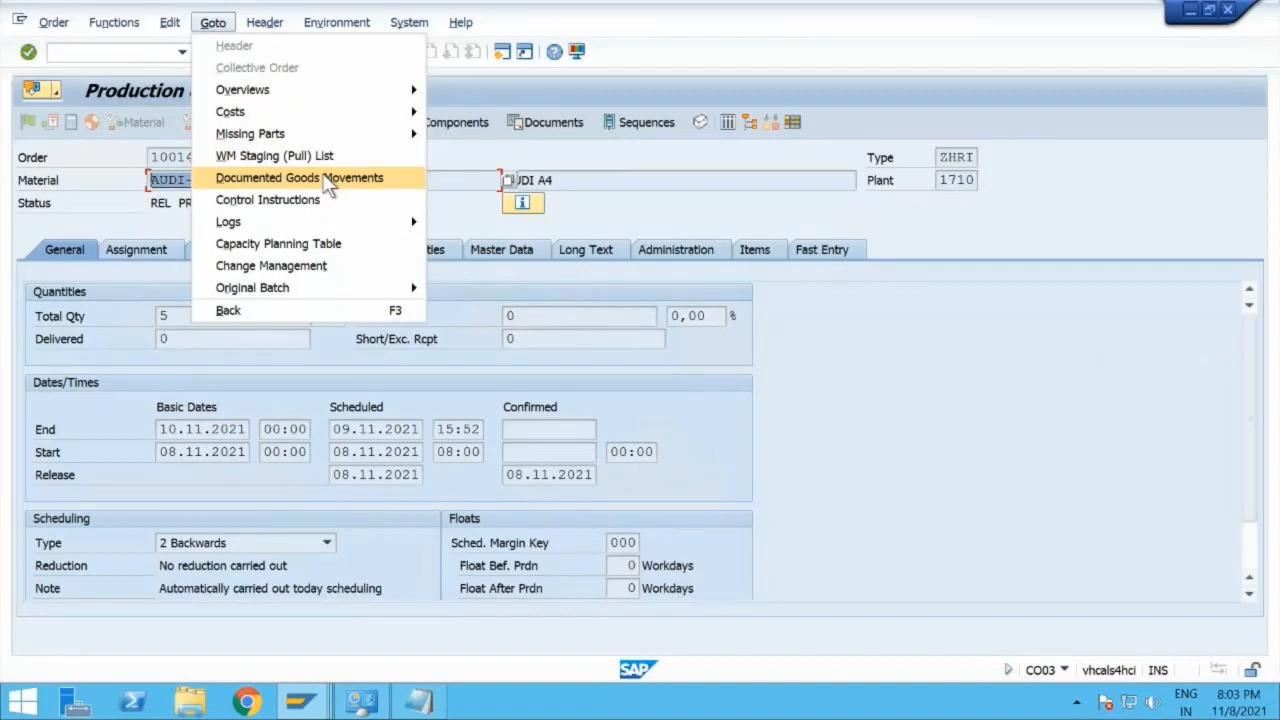 Order Functions Edit Goto Header Environment System Help
Header
Collective Order
Overviews
Costs
Missing Parts
WM Staging (Pull) List
Documented Goods Movements
Control Instructions
Logs
Capacity Planning Table
Change Management
Original Batch
Back F3
Production
Material Components Documents Sequences
Order 10014 Type ZHRI
Material AUDI- UDI A4 Plant 1710
Status REL PR
General Assignment ties Master Data Long Text Administration Items Fast Entry
Quantities
Total Qty 5 0 0,00 %
Delivered 0 Short/Exc. Rcpt 0
Dates/Times
Basic Dates Scheduled Confirmed
End 10.11.2021 00:00 09.11.2021 15:52
Start 08.11.2021 00:00 08.11.2021 08:00 00:00
Release 08.11.2021 08.11.2021
Scheduling Floats
Type 2 Backwards Sched. Margin Key 000
Reduction No reduction carried out Float Bef. Prdn 0 Workdays
Note Automatically carried out today scheduling Float After Prdn 0 Workdays
SAP CO03 vhcals4hci INS
ENG 8:03 PM
IN 11/8/2021